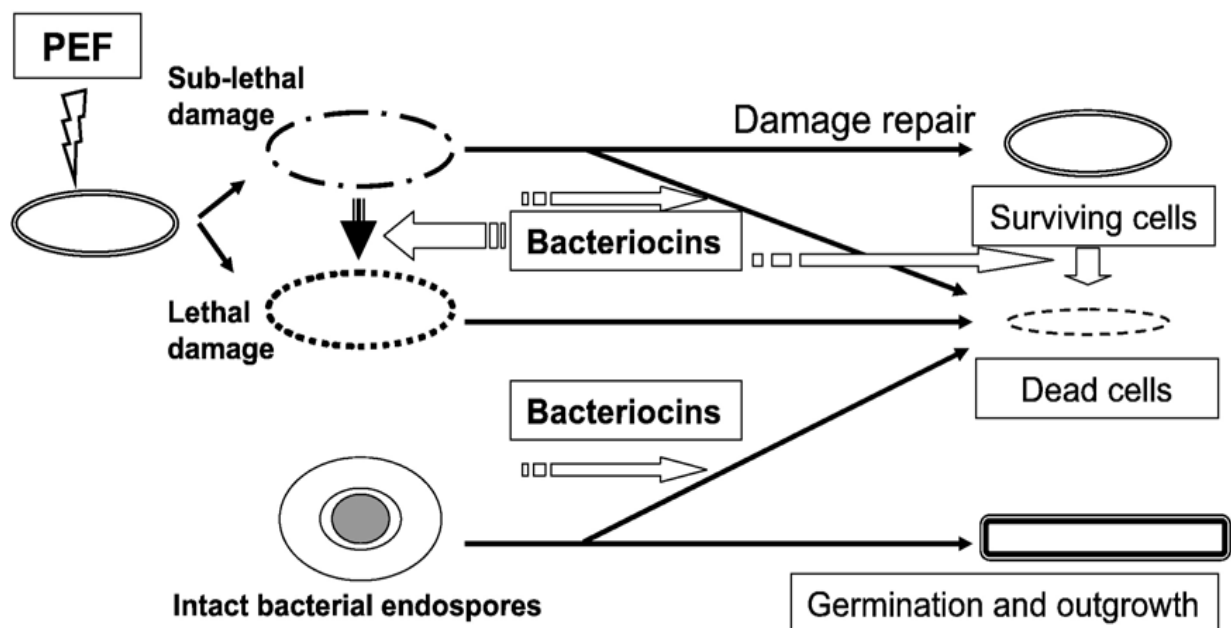 PEF
Sub-lethal
damage
Damage repair
Surviving cells
Bacteriocins
Lethal
damage
Dead cells
Bacteriocins
Intact bacterial endospores
Germination and outgrowth